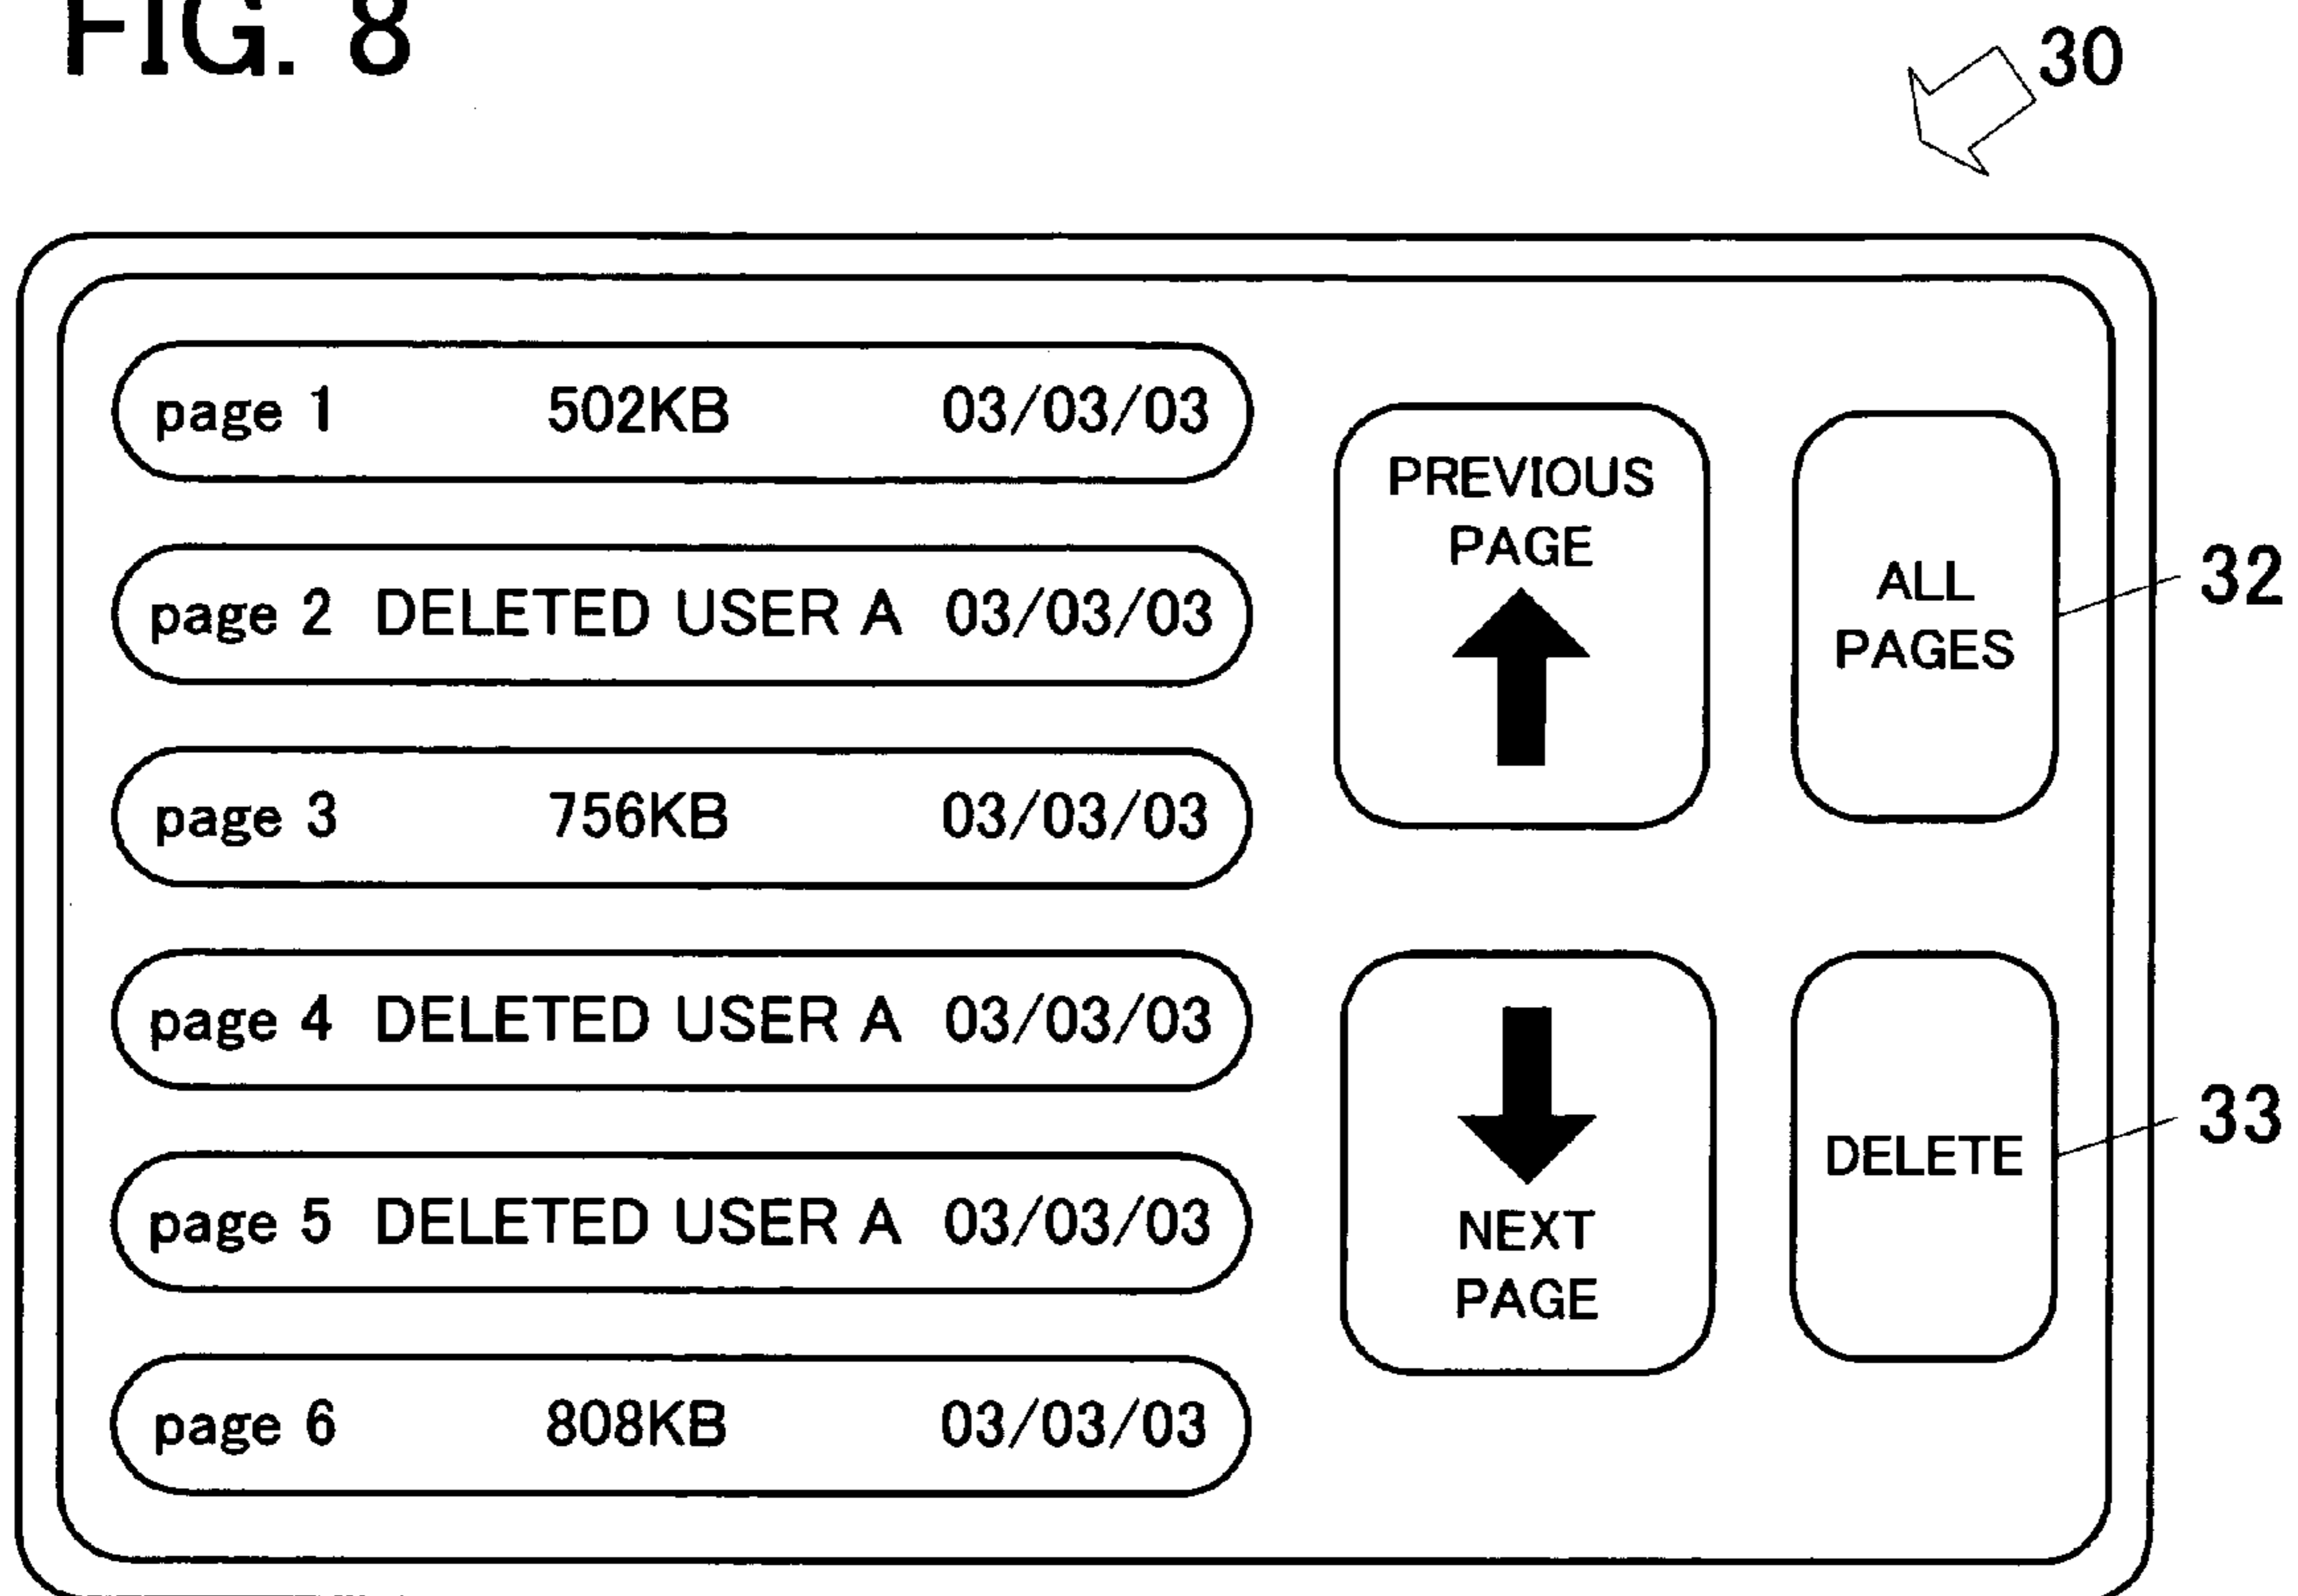 FIG. 8
30
page 1 502KB 03/03/03
page 2 DELETED USER A 03/03/03
page 3 756KB 03/03/03
page 4 DELETED USER A 03/03/03
page 5 DELETED USER A 03/03/03
page 6 808KB 03/03/03
PREVIOUS
PAGE
NEXT
PAGE
ALL
PAGES
32
DELETE
33